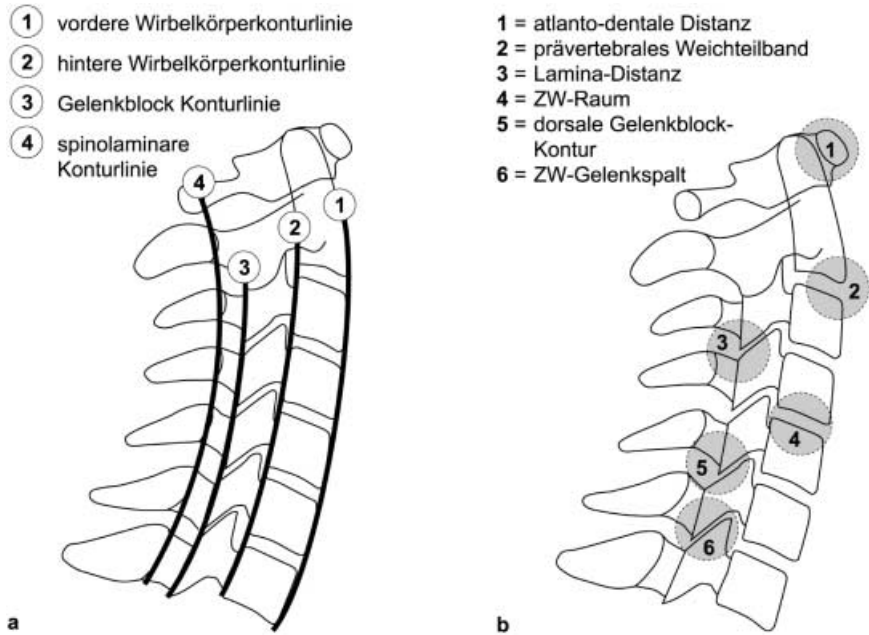 1 vordere Wirbelkörperkonturlinie
2 hintere Wirbelkörperkonturlinie
3 Gelenkblock Konturlinie
4 spinolaminare
Konturlinie
4
1
2
3
a
1 = atlanto-dentale Distanz
2 = prävertebrales Weichteilband
3 = Lamina-Distanz
4 = ZW-Raum
5 = dorsale Gelenkblock-
Kontur
6 = ZW-Gelenkspalt
1
2
3
4
5
6
b